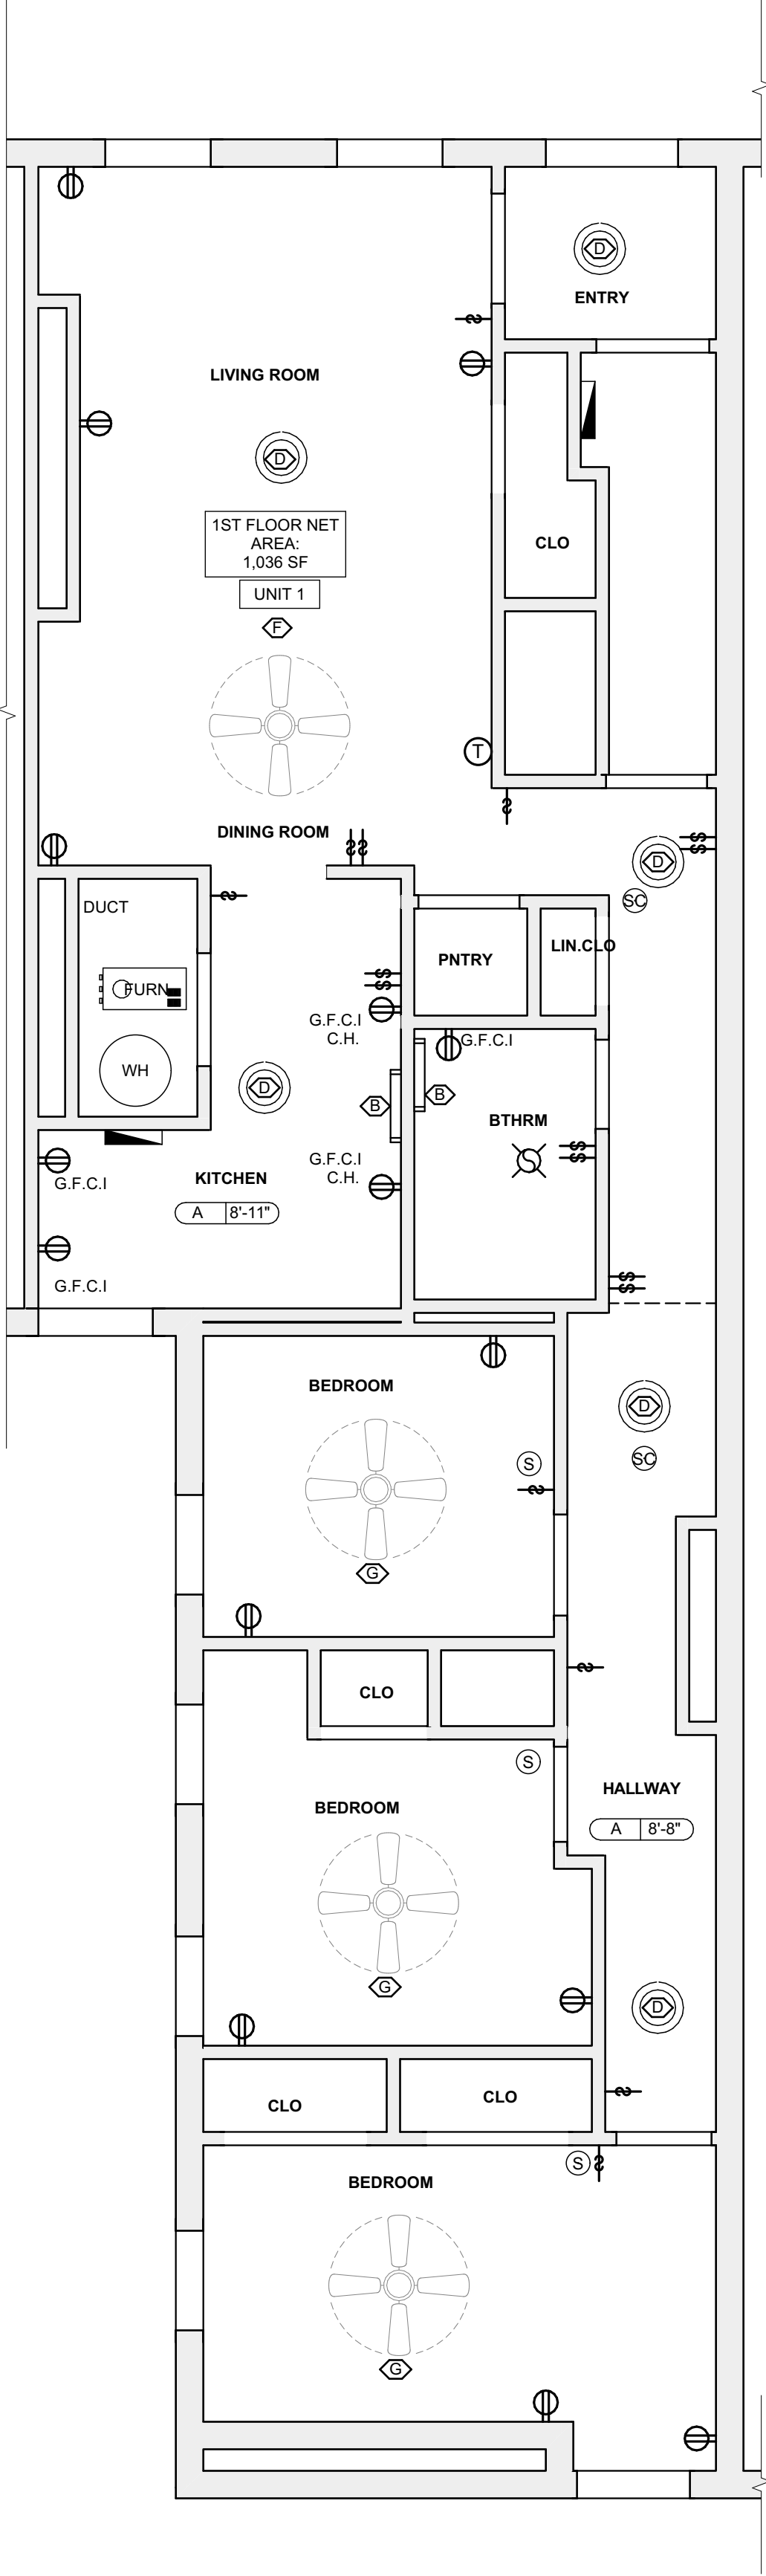 D
ENTRY
LIVING ROOM
D
1ST FLOOR NET
AREA:
1,036 SF
CLO
UNIT 1
F
T
DINING ROOM
D
SC
DUCT
FURN.
WH
PNTRY
LIN.CLO
G.F.C.I
C.H.
G.F.C.I
D
B
B
BTHRM
G.F.C.I
C.H.
KITCHEN
G.F.C.I
A 8'-11"
G.F.C.I
BEDROOM
D
SC
S
G
CLO
S
HALLWAY
A 8'-8"
BEDROOM
G
D
CLO
CLO
S
BEDROOM
G